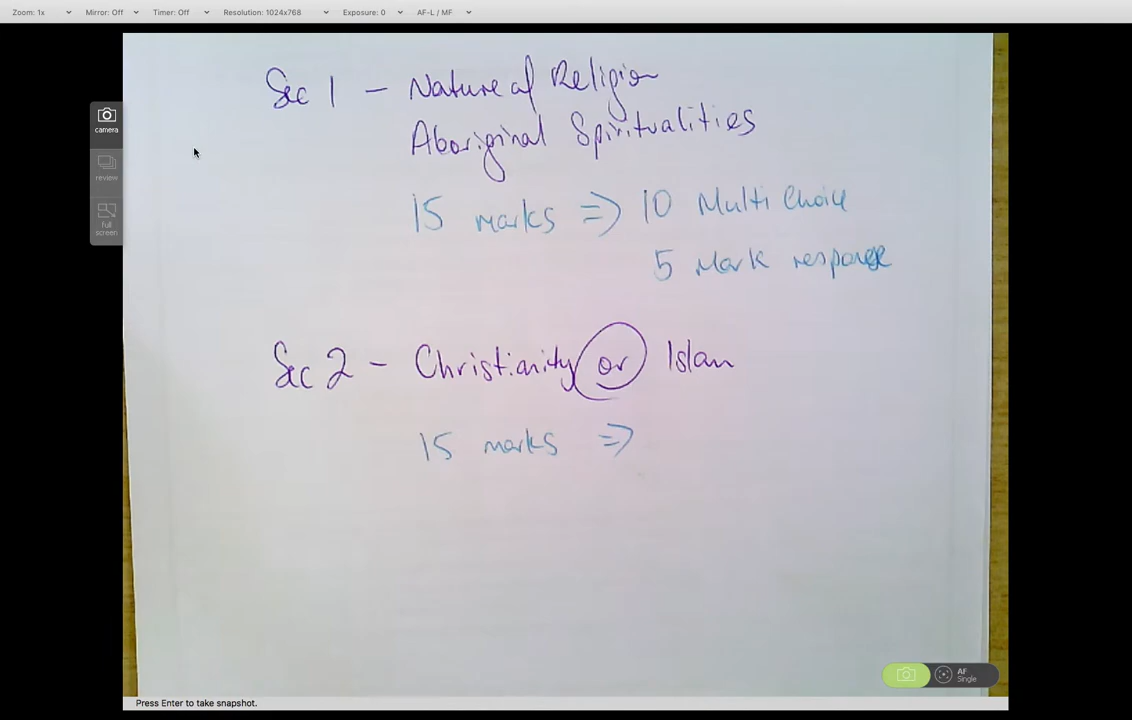 Zoom: 1x Mirror: Off Timer: Off Resolution: 1024x768 Exposure: 0 AF-L / MF
Sec 1 - Nature of Religion
Aboriginal Spiritualities
15 marks => 10 Multi Choice
5 Mark response
Sec 2 - Christianity or Islam
15 marks =>
camera
review
full
screen
AF
Single
Press Enter to take snapshot.